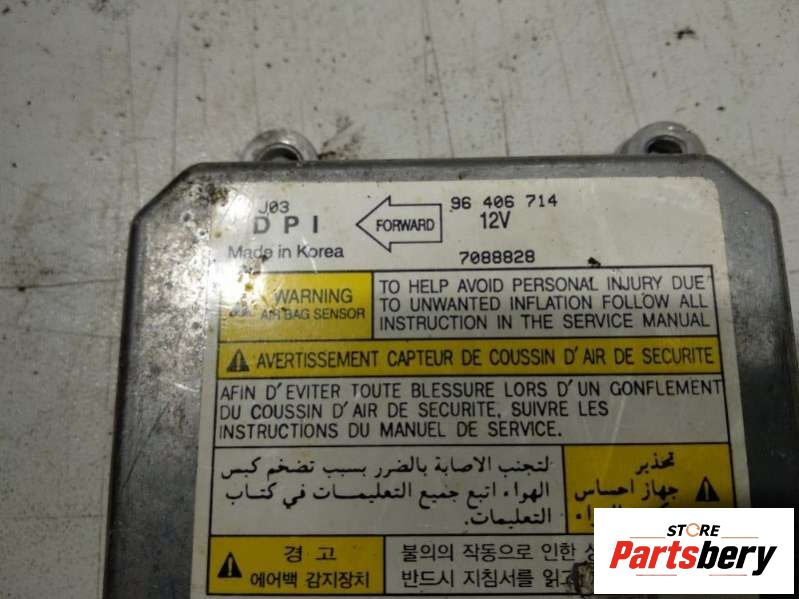 J03
DPI
FORWARD
96 406 714
12V
Made in Korea
7088828
WARNING
AIR BAG SENSOR
TO HELP AVOID PERSONAL INJURY DUE
TO UNWANTED INFLATION FOLLOW ALL
INSTRUCTION IN THE SERVICE MANUAL
AVERTISSEMENT CAPTEUR DE COUSSIN D'AIR DE SECURITE
AFIN D'EVITER TOUTE BLESSURE LORS D'UN GONFLEMENT
DU COUSSIN D'AIR DE SECURITE, SUIVRE LES
INSTRUCTIONS DU MANUEL DE SERVICE.
لتجنب الاصابة بالضرر بسبب تضخم كيس
الهواء اتبع جميع التعليمات في كتاب
التعليمات.
تحذير
جهاز احساس
경 고
에어백 감지장치
불의의 작동으로 인한
반드시 지침서를 읽고
STORE
Partsbery